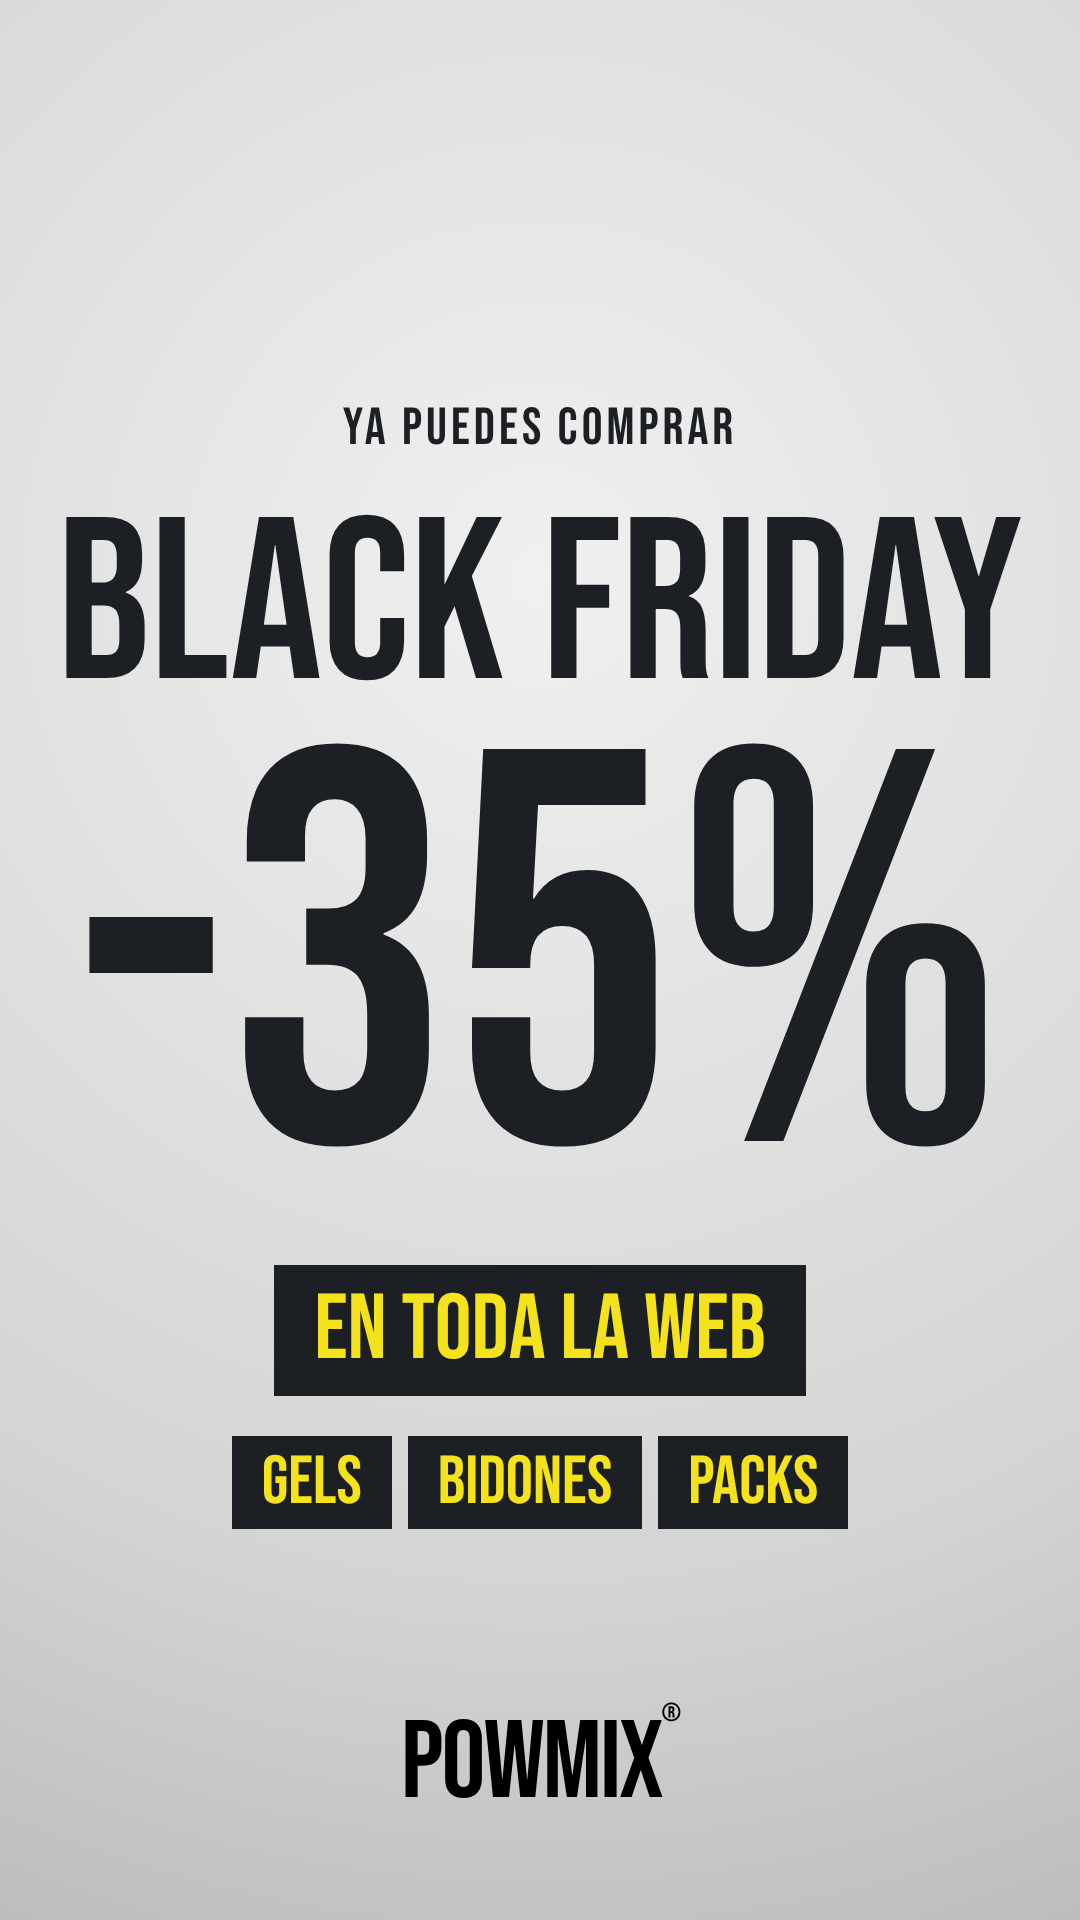 YA PUEDES COMPRAR
BLACK FRIDAY
-35%
EN TODA LA WEB
GELS BIDONES PACKS
POWMIX®